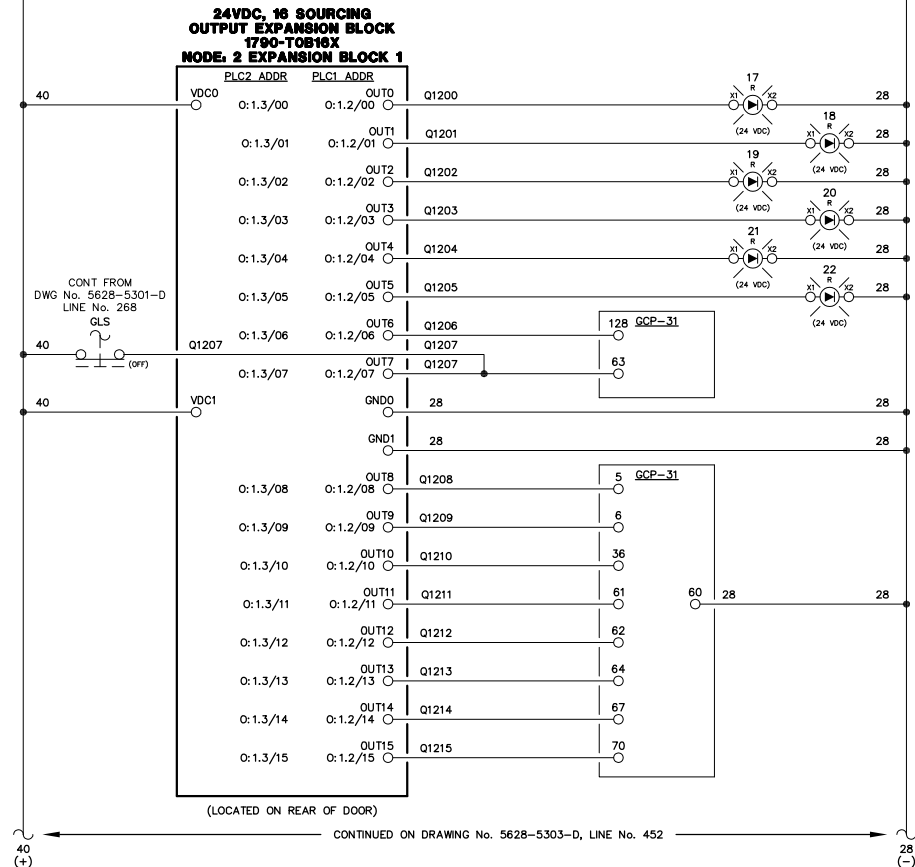 24VDC, 16 SOURCING
OUTPUT EXPANSION BLOCK
1790-T0B16X
NODE: 2 EXPANSION BLOCK 1
PLC2 ADDR PLC1 ADDR
40 VDC0 O:1.3/00 O:1.2/00 OUT0 Q1200 17 R X1 X2 (24 VDC) 28
O:1.3/01 O:1.2/01 OUT1 Q1201 18 R X1 X2 (24 VDC) 28
O:1.3/02 O:1.2/02 OUT2 Q1202 19 R X1 X2 (24 VDC) 28
O:1.3/03 O:1.2/03 OUT3 Q1203 20 R X1 X2 (24 VDC) 28
O:1.3/04 O:1.2/04 OUT4 Q1204 21 R X1 X2 (24 VDC) 28
O:1.3/05 O:1.2/05 OUT5 Q1205 22 R X1 X2 (24 VDC) 28
CONT FROM
DWG No. 5628-5301-D
LINE No. 268
GLS
O:1.3/06 O:1.2/06 OUT6 Q1206 128 GCP-31
40 (OFF) Q1207 Q1207
O:1.3/07 O:1.2/07 OUT7 Q1207 63
40 VDC1 GND0 28 28
GND1 28 28
O:1.3/08 O:1.2/08 OUT8 Q1208 5 GCP-31
O:1.3/09 O:1.2/09 OUT9 Q1209 6
O:1.3/10 O:1.2/10 OUT10 Q1210 36
O:1.3/11 O:1.2/11 OUT11 Q1211 61 60 28 28
O:1.3/12 O:1.2/12 OUT12 Q1212 62
O:1.3/13 O:1.2/13 OUT13 Q1213 64
O:1.3/14 O:1.2/14 OUT14 Q1214 67
O:1.3/15 O:1.2/15 OUT15 Q1215 70
(LOCATED ON REAR OF DOOR)
CONTINUED ON DRAWING No. 5628-5303-D, LINE No. 452
40 28
(+) (-)